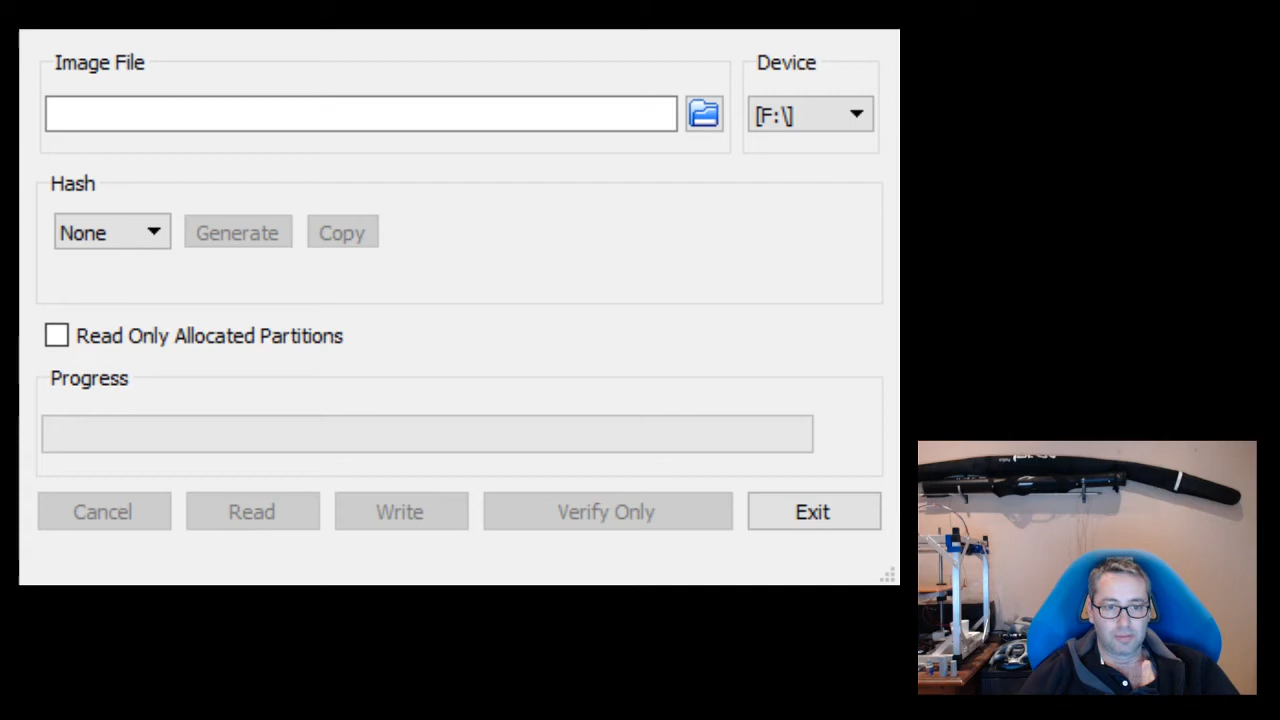 Image File
Device
[F:\]
Hash
None
Generate
Copy
Read Only Allocated Partitions
Progress
Cancel
Read
Write
Verify Only
Exit